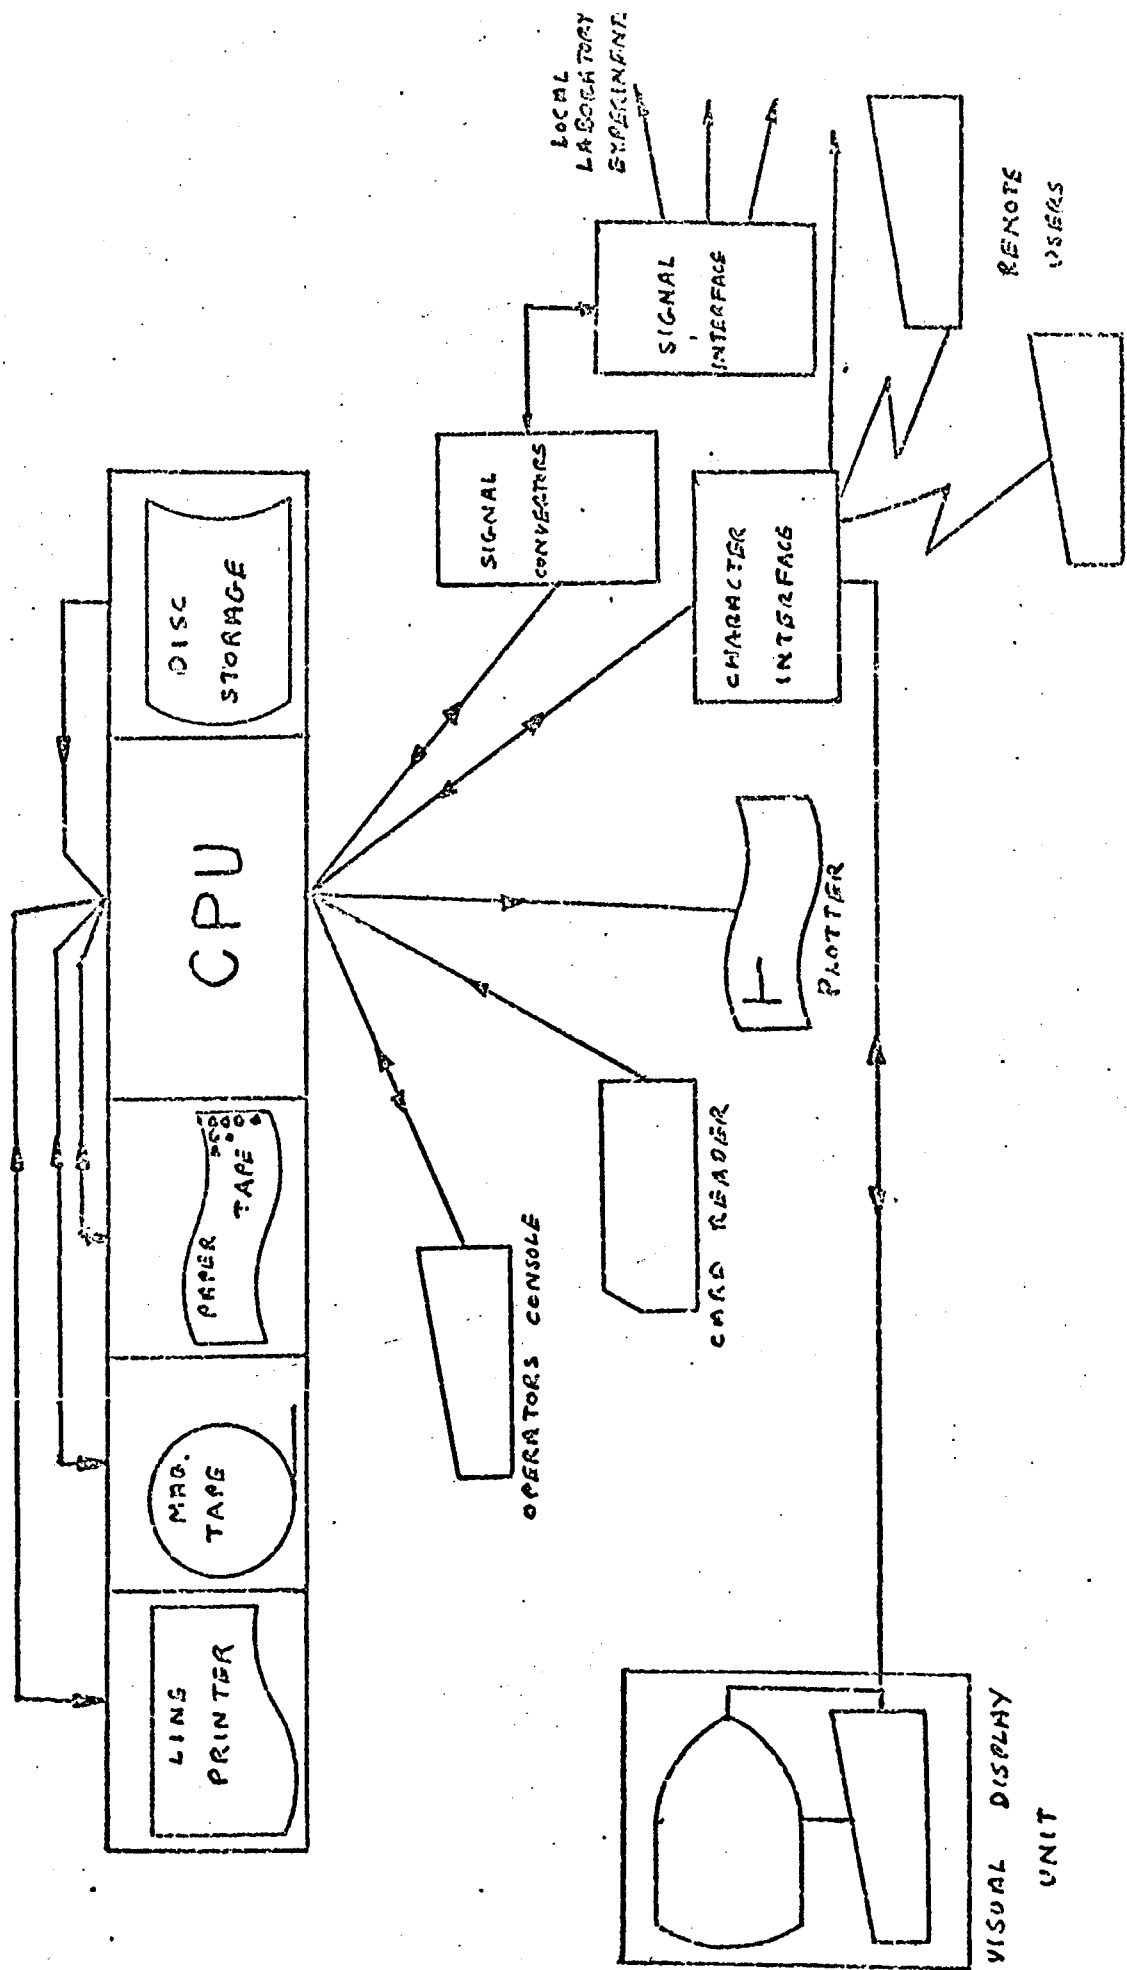 LINE
PRINTER
MAG.
TAPE
PAPER
TAPE
CPU
DISC
STORAGE
OPERATORS CONSOLE
CARD READER
PLOTTER
SIGNAL
CONVERTORS
SIGNAL
INTERFACE
LOCAL
LABORATORY
EXPERIMENT
CHARACTER
INTERFACE
VISUAL DISPLAY
UNIT
REMOTE
USERS